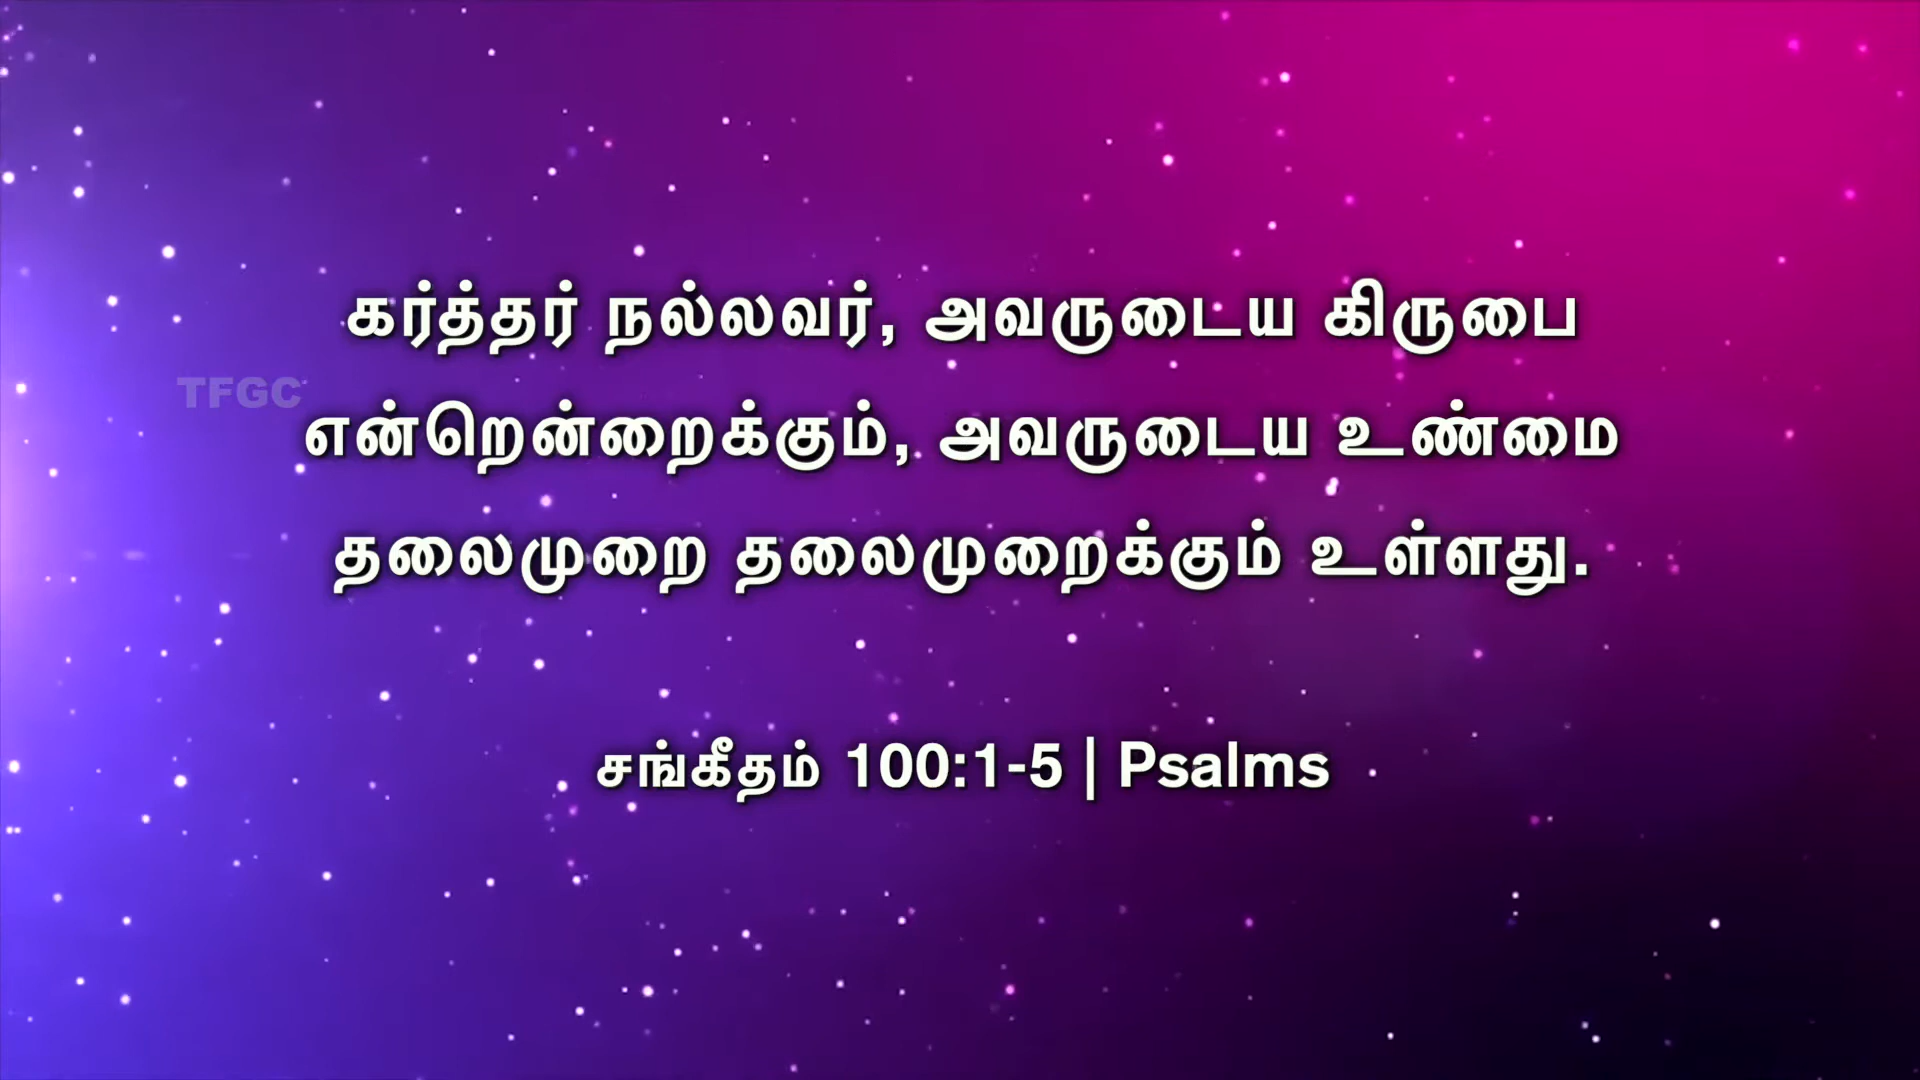 கர்த்தர் நல்லவர், அவருடைய கிருபை
TFGC
என்றென்றைக்கும், அவருடைய உண்மை
தலைமுறை தலைமுறைக்கும் உள்ளது.
சங்கீதம் 100:1-5 | Psalms